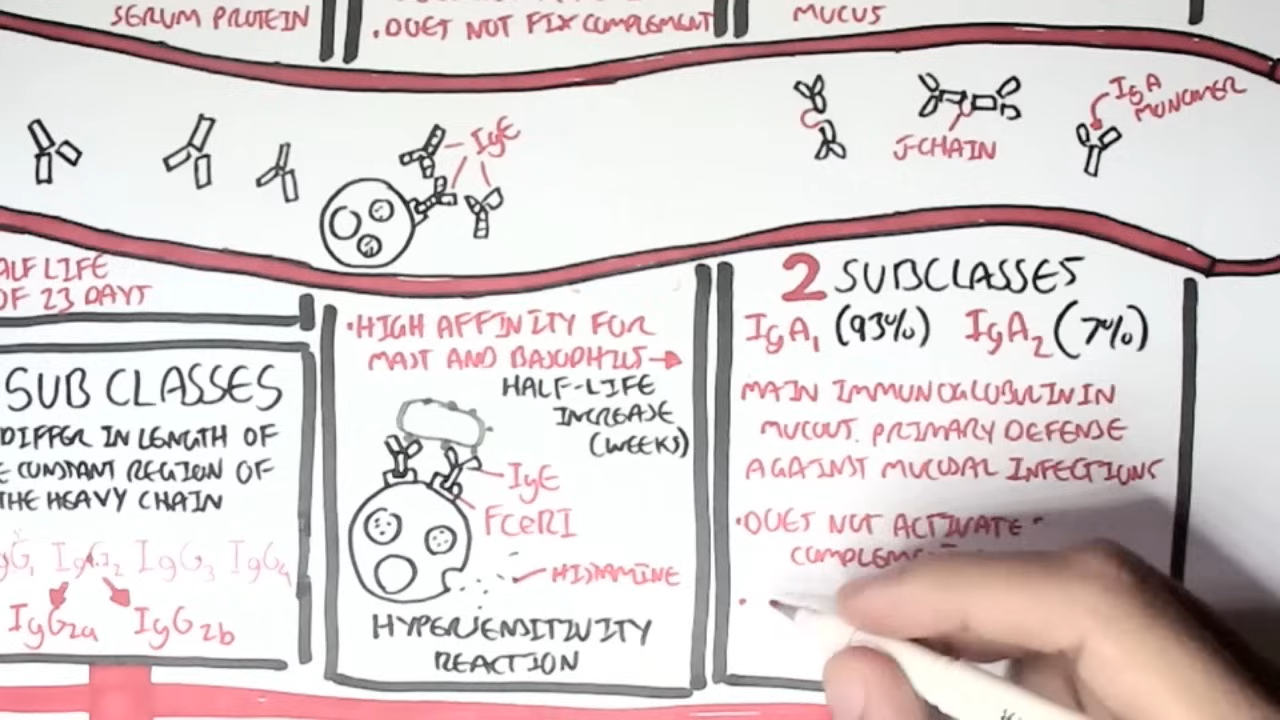 SERUM PROTEIN
.DOES NOT FIX COMPLEMENT
MUCUS
IgE
J-CHAIN
IgA
MONOMER
HALF LIFE
OF 23 DAYS
SUB CLASSES
DIFFER IN LENGTH OF
CONSTANT REGION OF
THE HEAVY CHAIN
IgG2 IgG3 IgG4
IgG2a IgG2b
•HIGH AFFINITY FOR
MAST AND BASOPHILS→
HALF-LIFE
INCREASE
(WEEKS)
IgE
FCERI
HISTAMINE
HYPERSENSITIVITY
REACTION
2 SUBCLASSES
IgA1 (93%) IgA2 (7%)
MAIN IMMUNOGLOBULIN IN
MUCOUS. PRIMARY DEFENSE
AGAINST MUCOSAL INFECTIONS
•DOES NOT ACTIVATE